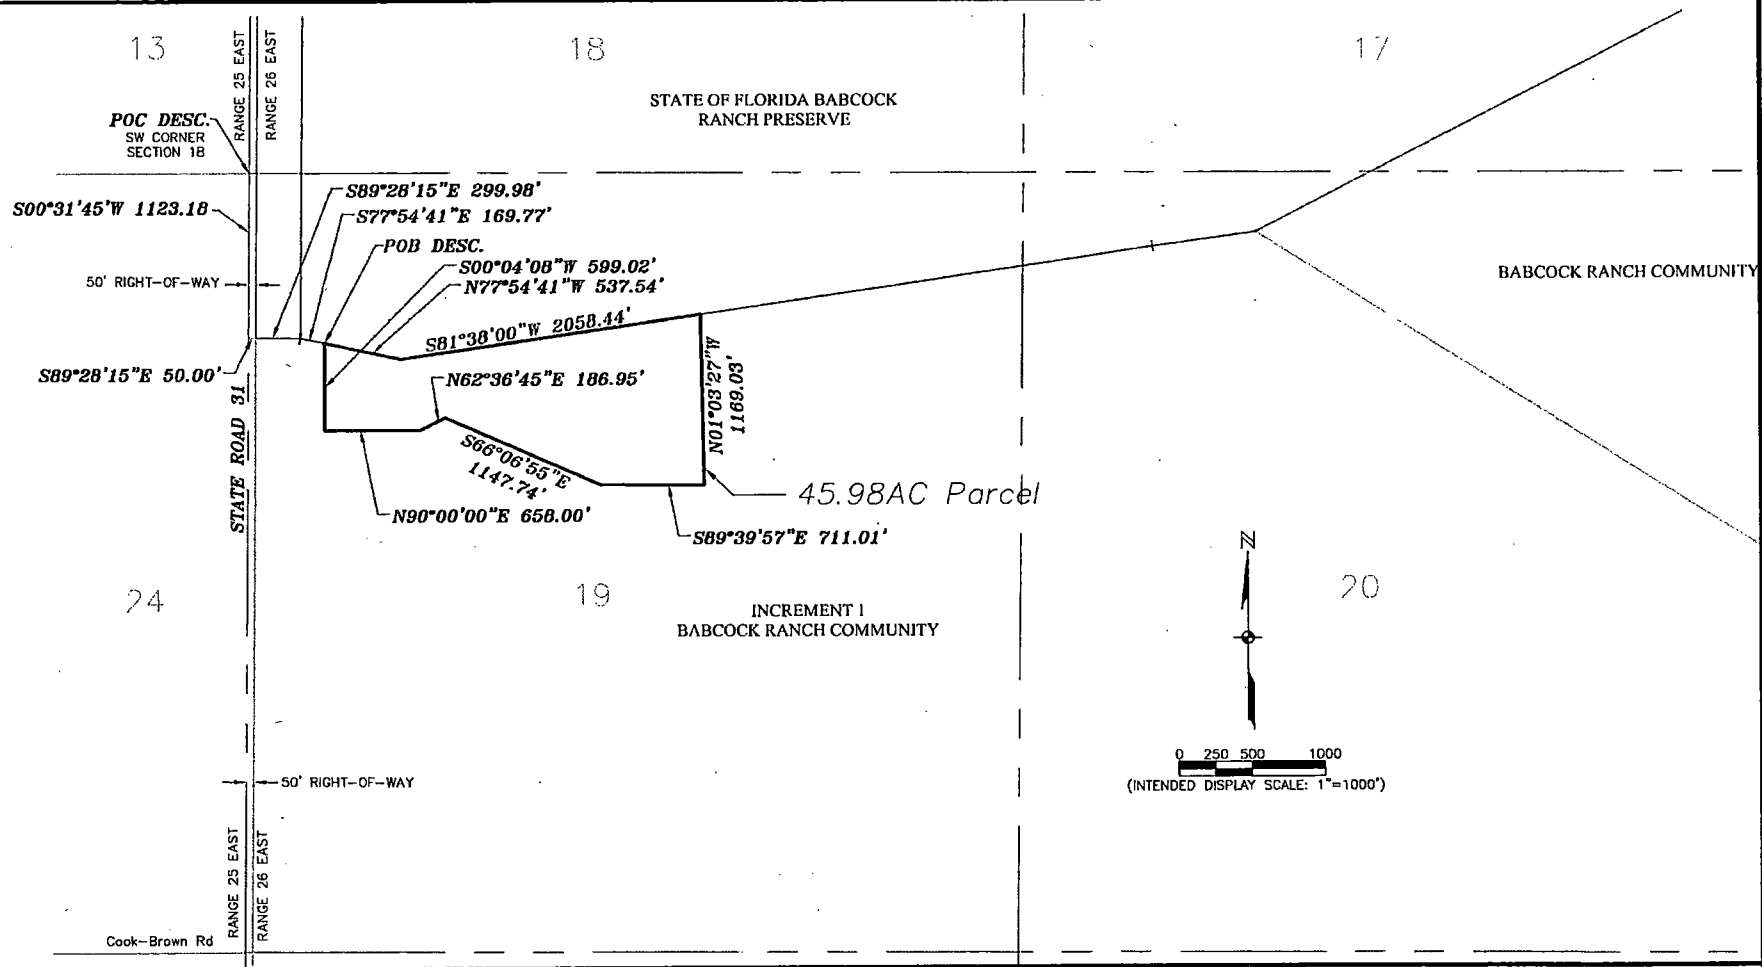 13
18
17
RANGE 25 EAST
RANGE 26 EAST
STATE OF FLORIDA BABCOCK
RANCH PRESERVE
POC DESC.
SW CORNER
SECTION 18
S00°31'45"W 1123.18
S89°28'15"E 299.98'
S77°54'41"E 169.77'
POB DESC.
S00°04'08"W 599.02'
N77°54'41"W 537.54'
50' RIGHT-OF-WAY
BABCOCK RANCH COMMUNITY
S81°38'00"W 2058.44'
S89°28'15"E 50.00'
N62°36'45"E 186.95'
N01°03'27"W
1169.03'
STATE ROAD 31
S66°06'55"E
1147.74'
45.98AC Parcel
N90°00'00"E 658.00'
S89°39'57"E 711.01'
N
24
19
20
INCREMENT 1
BABCOCK RANCH COMMUNITY
0 250 500 1000
(INTENDED DISPLAY SCALE: 1"=1000')
50' RIGHT-OF-WAY
RANGE 25 EAST
RANGE 26 EAST
Cook-Brown Rd